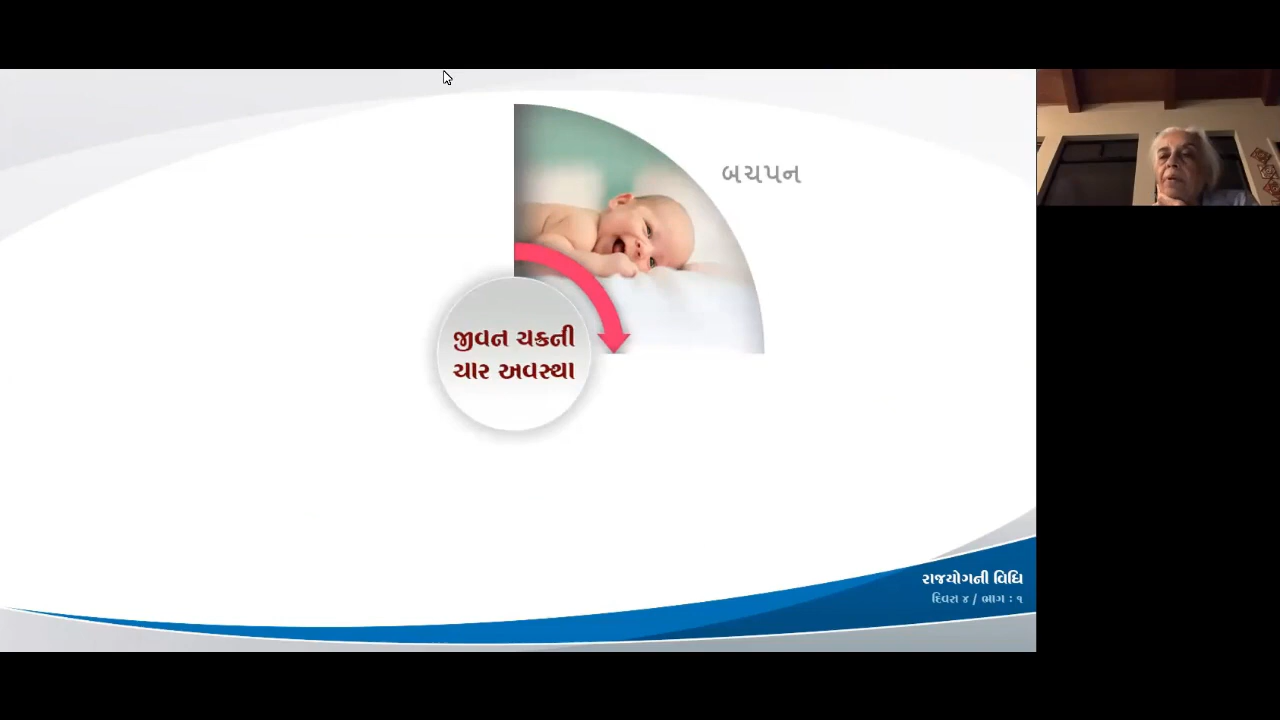 બચપન
જીવન ચક્રની
ચાર અવસ્થા
રાજયોગની વિધિ
દિવસ ૪ / ભાગ : ૧